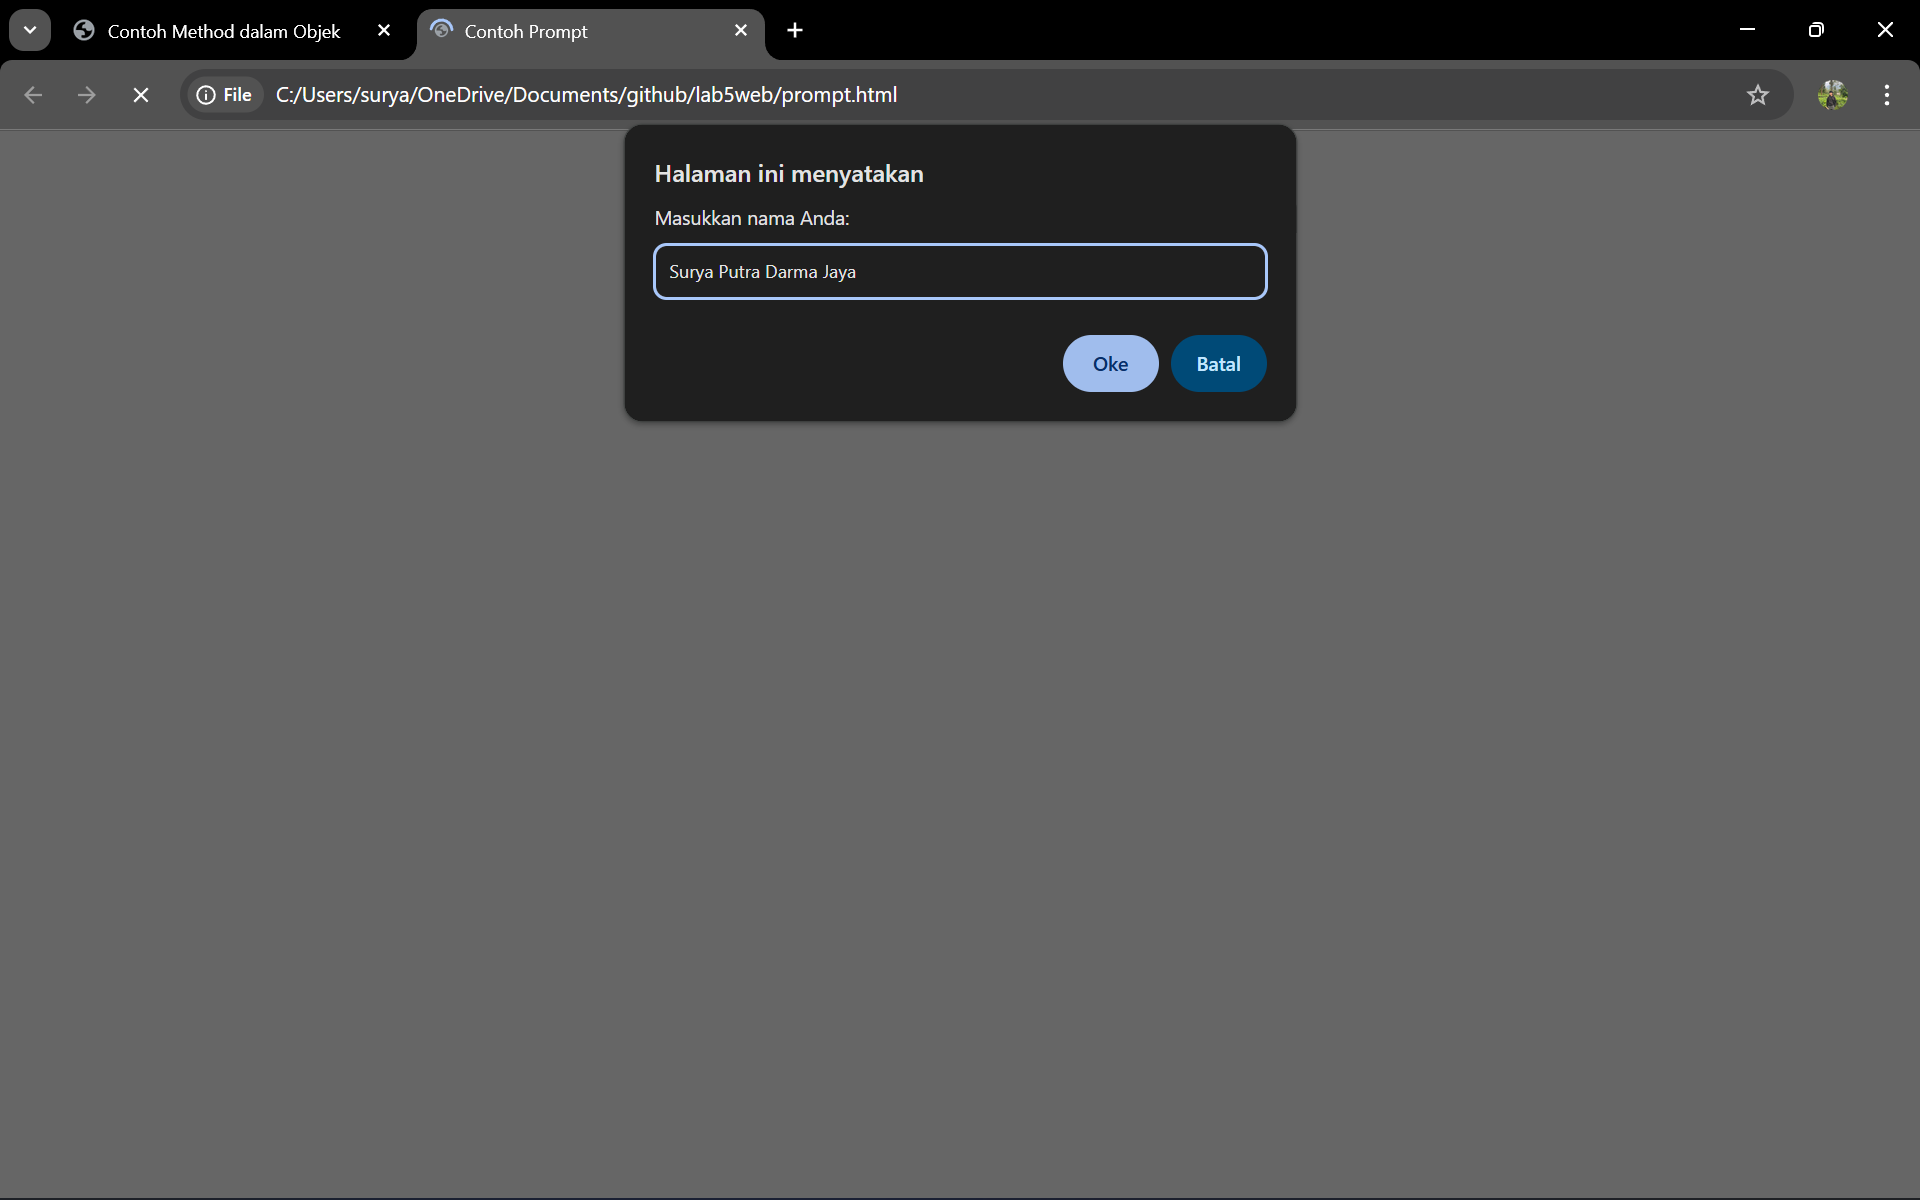 Contoh Method dalam Objek
Contoh Prompt
File
C:/Users/surya/OneDrive/Documents/github/lab5web/prompt.html
Halaman ini menyatakan
Masukkan nama Anda:
Surya Putra Darma Jaya
Oke
Batal